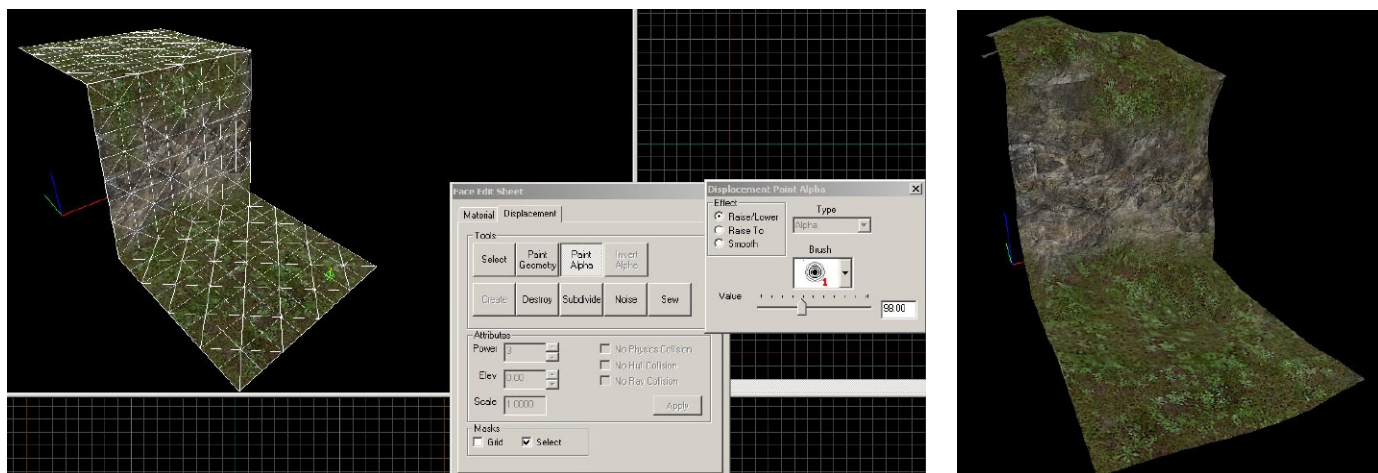 Face Edit Sheet
Material Displacement
Tools
Select Paint Geometry Paint Alpha Invert Alpha
Create Destroy Subdivide Noise Sew
Attributes
Power 3
No Physics Collision
No Hull Collision
Elev 0.00
No Ray Collision
Scale 1.0000
Apply
Masks
Grid Select
Displacement Paint Alpha
Effect
Raise/Lower
Raise To
Smooth
Type
Alpha
Brush
1
Value 98.00